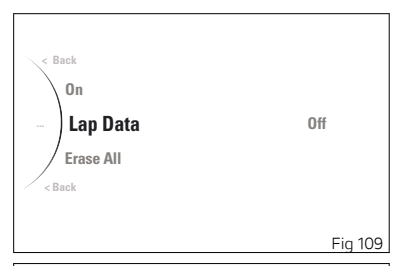 < Back
On
... Lap Data Off
Erase All
< Back
Fig 109